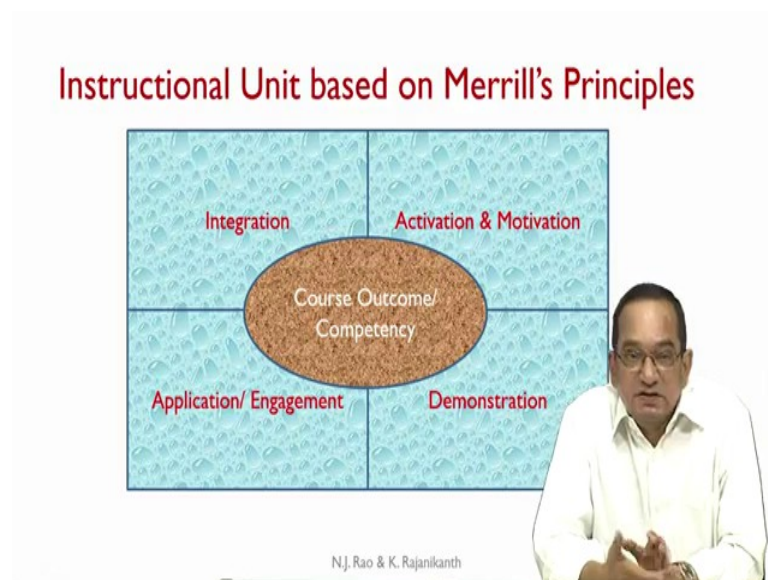 Instructional Unit based on Merrill's Principles
Integration
Activation & Motivation
Course Outcome/
Competency
Application/ Engagement
Demonstration
N.J. Rao & K. Rajanikanth